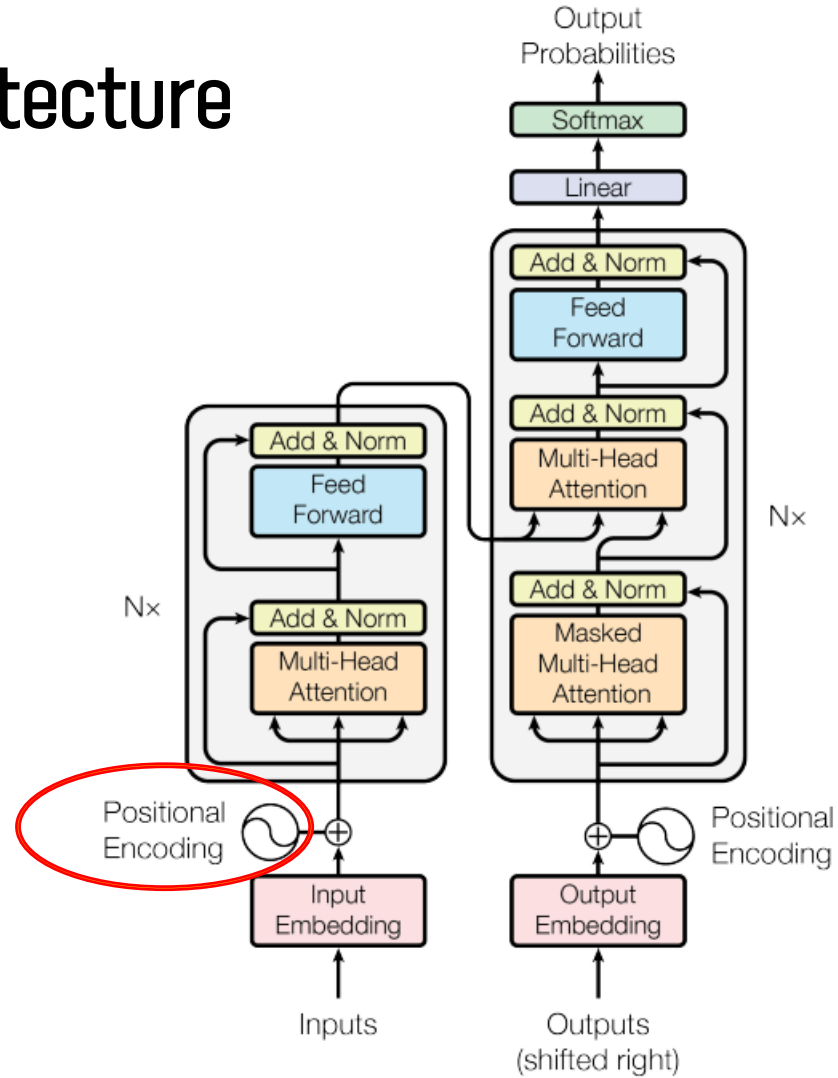 tecture
Output
Probabilities
Softmax
Linear
Add & Norm
Feed
Forward
Add & Norm
Multi-Head
Attention
Nx
Add & Norm
Masked
Multi-Head
Attention
Add & Norm
Feed
Forward
Nx
Add & Norm
Multi-Head
Attention
Positional
Encoding
Positional
Encoding
Input
Embedding
Output
Embedding
Inputs
Outputs
(shifted right)